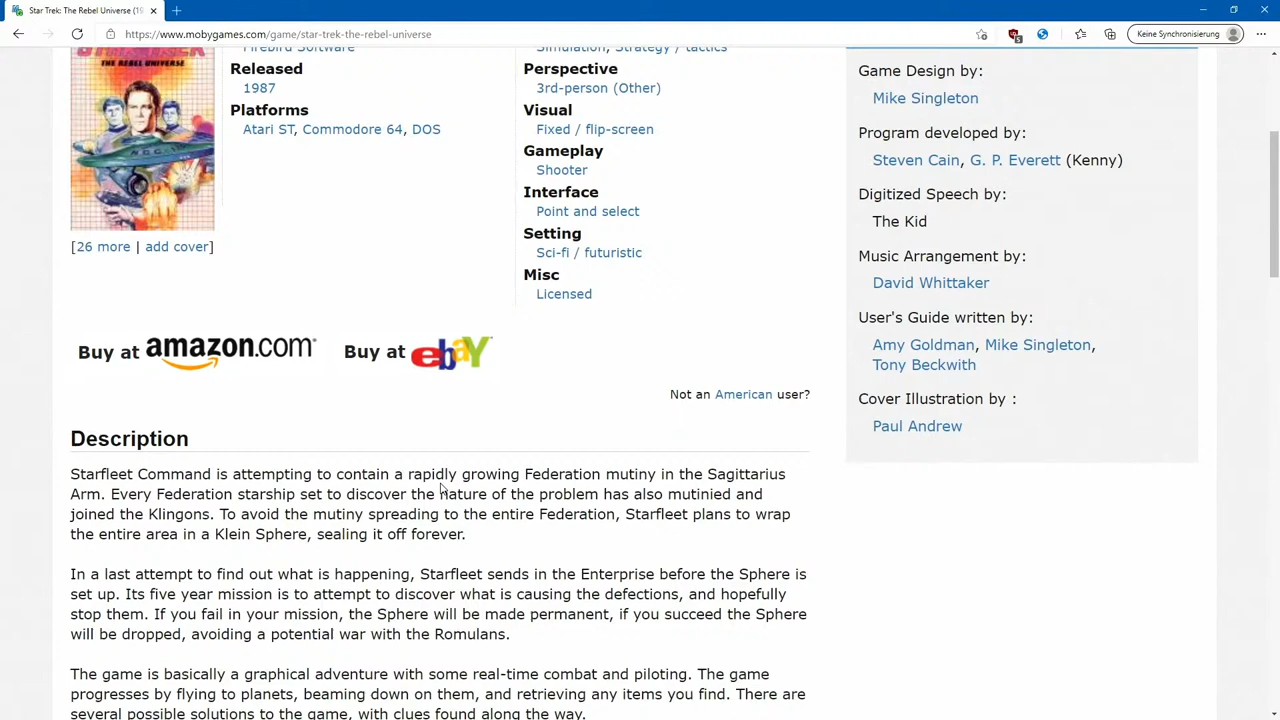 Star Trek: The Rebel Universe (19
https://www.mobygames.com/game/star-trek-the-rebel-universe
5
Keine Synchronisierung
THE REBEL UNIVERSE
NCC
[26 more | add cover]
Firebird Software
Released
1987
Platforms
Atari ST, Commodore 64, DOS
Simulation, Strategy / tactics
Perspective
3rd-person (Other)
Visual
Fixed / flip-screen
Gameplay
Shooter
Interface
Point and select
Setting
Sci-fi / futuristic
Misc
Licensed
Buy at amazon.com Buy at ebaY
Not an American user?
Description
Starfleet Command is attempting to contain a rapidly growing Federation mutiny in the Sagittarius
Arm. Every Federation starship set to discover the nature of the problem has also mutinied and
joined the Klingons. To avoid the mutiny spreading to the entire Federation, Starfleet plans to wrap
the entire area in a Klein Sphere, sealing it off forever.
In a last attempt to find out what is happening, Starfleet sends in the Enterprise before the Sphere is
set up. Its five year mission is to attempt to discover what is causing the defections, and hopefully
stop them. If you fail in your mission, the Sphere will be made permanent, if you succeed the Sphere
will be dropped, avoiding a potential war with the Romulans.
The game is basically a graphical adventure with some real-time combat and piloting. The game
progresses by flying to planets, beaming down on them, and retrieving any items you find. There are
several possible solutions to the game, with clues found along the way.
Game Design by:
Mike Singleton
Program developed by:
Steven Cain, G. P. Everett (Kenny)
Digitized Speech by:
The Kid
Music Arrangement by:
David Whittaker
User's Guide written by:
Amy Goldman, Mike Singleton,
Tony Beckwith
Cover Illustration by :
Paul Andrew